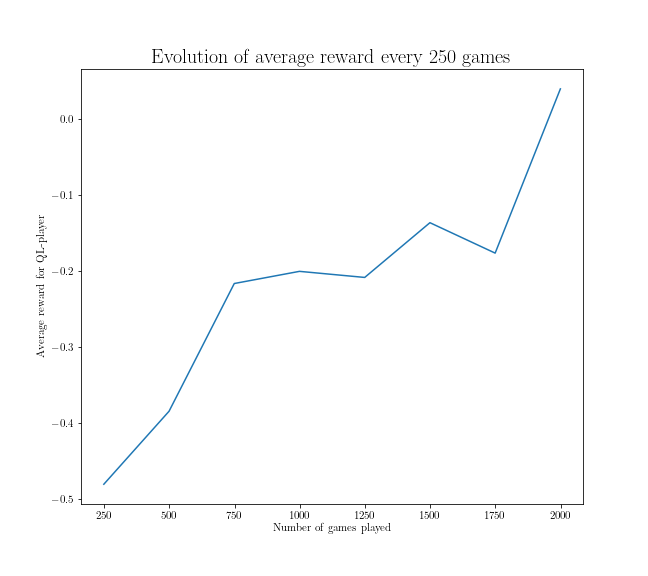 Evolution of average reward every 250 games
Average reward for QL-player
0.0
−0.1
−0.2
−0.3
−0.4
−0.5
250 500 750 1000 1250 1500 1750 2000
Number of games played